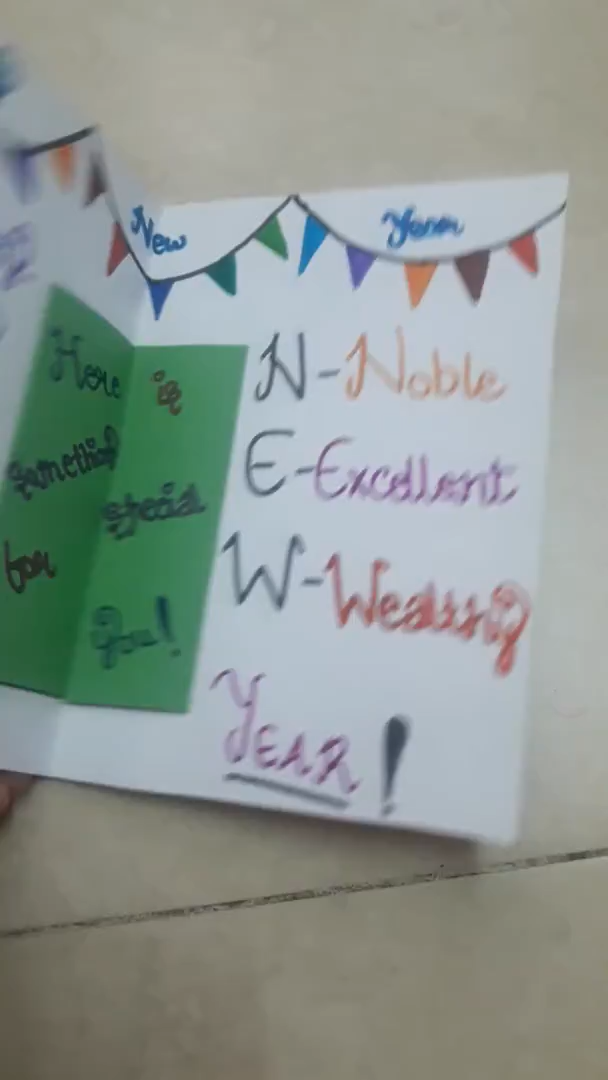 New Year
Here is
something special
for you!
N-Noble
E-Excellent
W-Wealthy
YEAR!